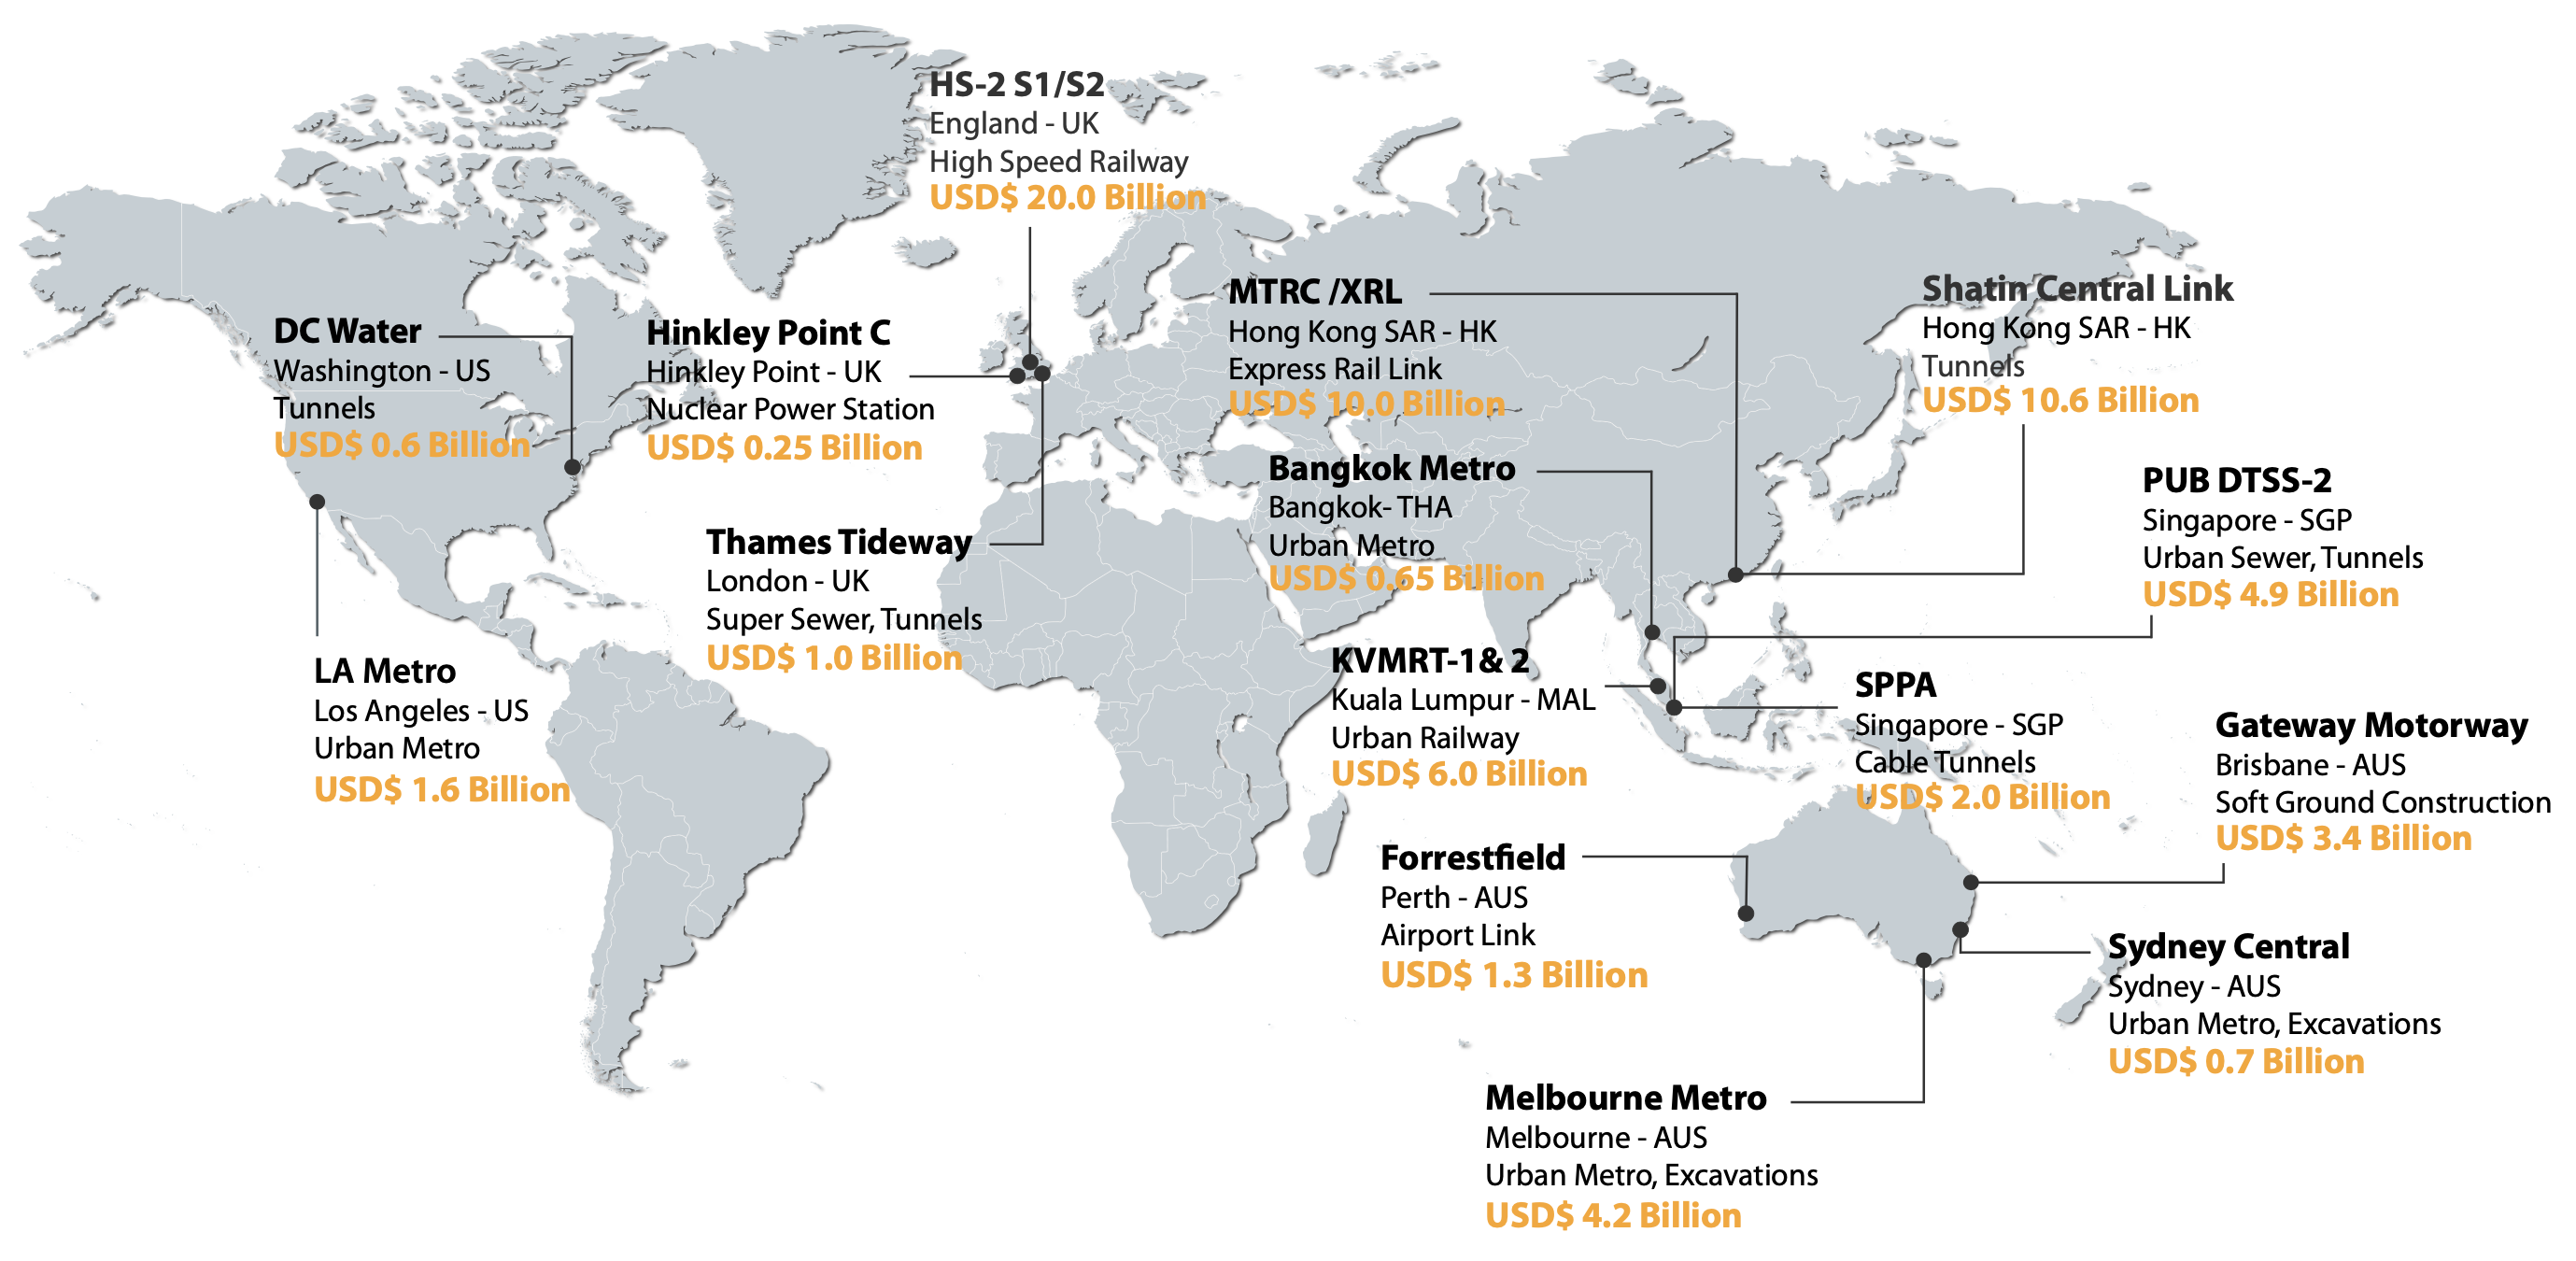 HS-2 S1/S2
England - UK
High Speed Railway
USD$ 20.0 Billion
DC Water
Washington - US
Tunnels
USD$ 0.6 Billion
Hinkley Point C
Hinkley Point - UK
Nuclear Power Station
USD$ 0.25 Billion
MTRC /XRL
Hong Kong SAR - HK
Express Rail Link
USD$ 10.0 Billion
Shatin Central Link
Hong Kong SAR - HK
Tunnels
USD$ 10.6 Billion
Bangkok Metro
Bangkok- THA
Urban Metro
USD$ 0.65 Billion
PUB DTSS-2
Singapore - SGP
Urban Sewer, Tunnels
USD$ 4.9 Billion
Thames Tideway
London - UK
Super Sewer, Tunnels
USD$ 1.0 Billion
LA Metro
Los Angeles - US
Urban Metro
USD$ 1.6 Billion
KVMRT-1& 2
Kuala Lumpur - MAL
Urban Railway
USD$ 6.0 Billion
SPPA
Singapore - SGP
Cable Tunnels
USD$ 2.0 Billion
Gateway Motorway
Brisbane - AUS
Soft Ground Construction
USD$ 3.4 Billion
Forrestfield
Perth - AUS
Airport Link
USD$ 1.3 Billion
Sydney Central
Sydney - AUS
Urban Metro, Excavations
USD$ 0.7 Billion
Melbourne Metro
Melbourne - AUS
Urban Metro, Excavations
USD$ 4.2 Billion